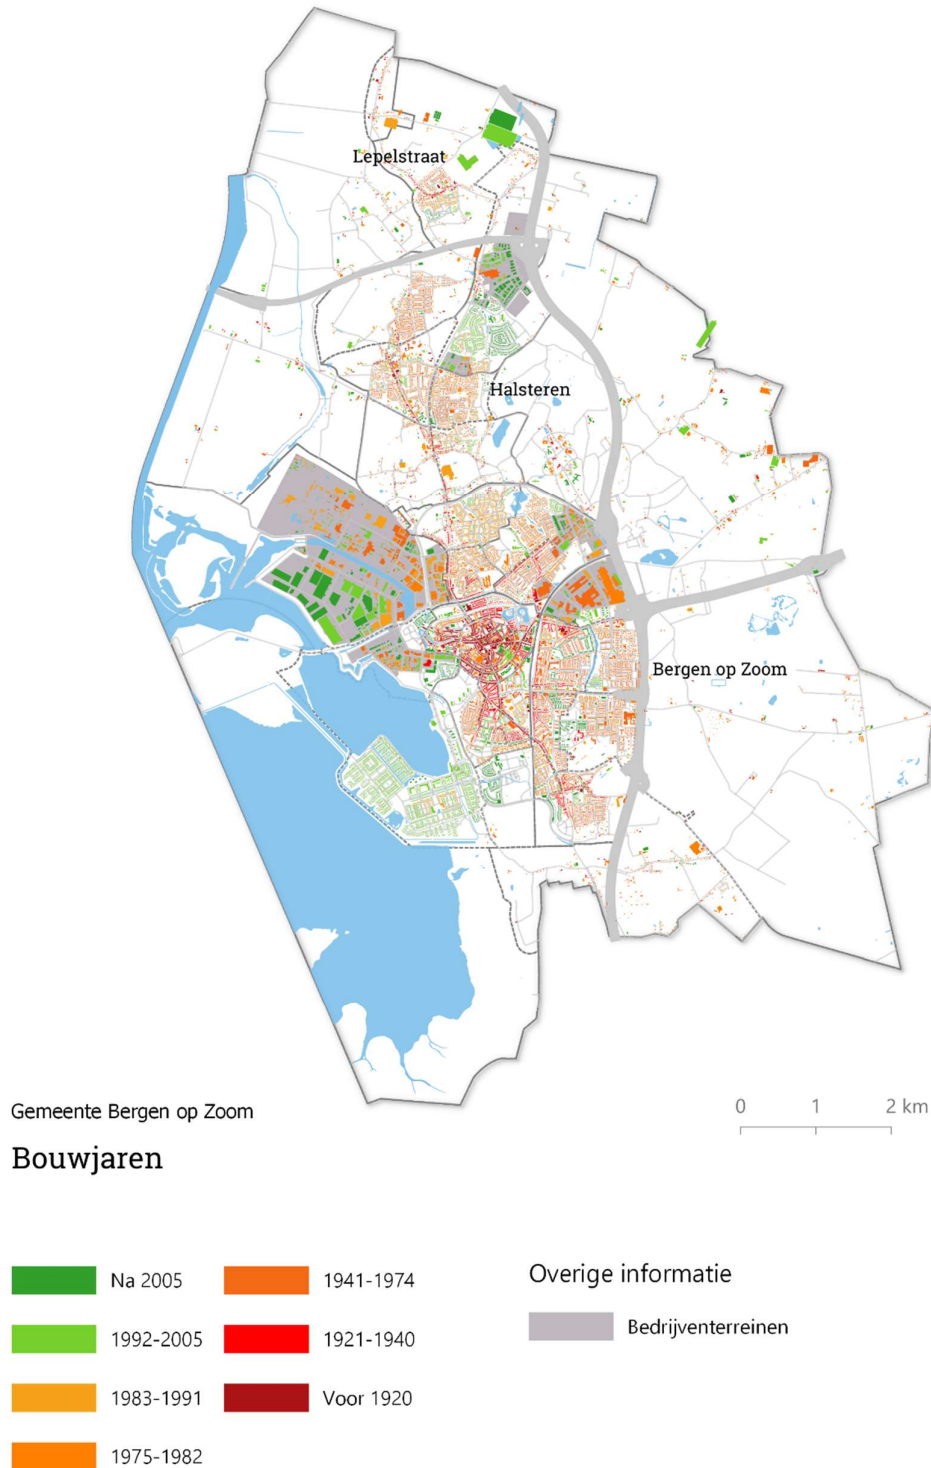 Lepelstraat
Halsteren
Bergen op Zoom
Gemeente Bergen op Zoom
0 1 2 km
Bouwjaren
Na 2005
1992-2005
1983-1991
1975-1982
1941-1974
1921-1940
Voor 1920
Overige informatie
Bedrijventerreinen